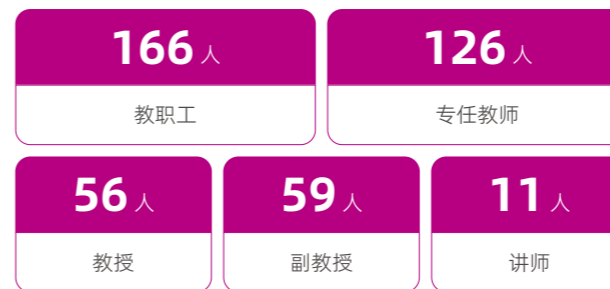 166人 126人
教职工 专任教师
56人 59人 11人
教授 副教授 讲师